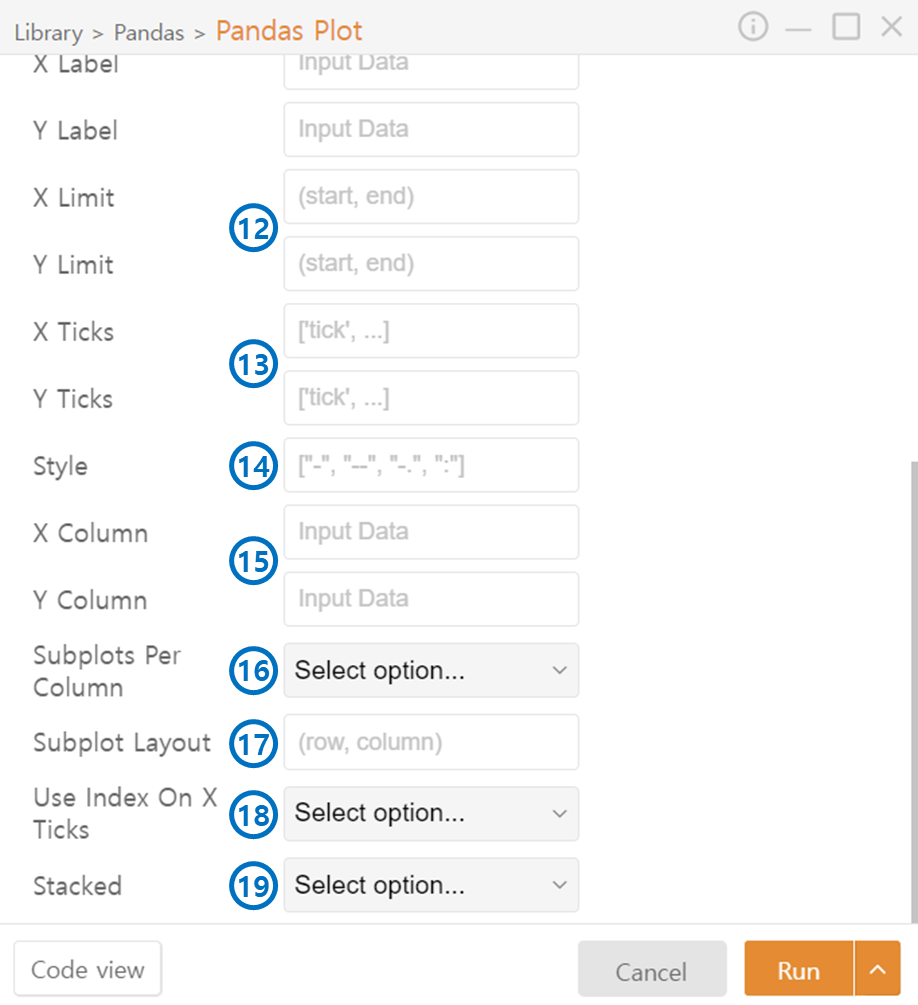 Library > Pandas > Pandas Plot
X Label Input Data
Y Label Input Data
X Limit (start, end)
12
Y Limit (start, end)
X Ticks ['tick', ...]
13
Y Ticks ['tick', ...]
Style 14 ["-", "--", "-.", ":"]
X Column Input Data
15
Y Column Input Data
Subplots Per
Column 16 Select option...
Subplot Layout 17 (row, column)
Use Index On X
Ticks 18 Select option...
Stacked 19 Select option...
Code view Cancel Run